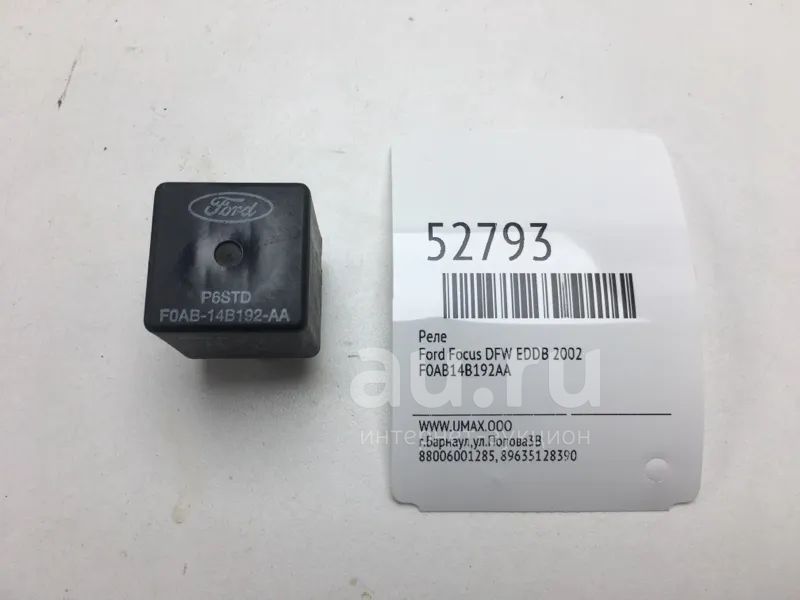 Ford
P6STD
F0AB-14B192-AA
52793
Реле
Ford Focus DFW EDDB 2002
F0AB14B192AA
au.ru
интернет-аукцион
WWW.UMAX.OOO
г.Барнаул,ул.Попова3В
88006001285, 89635128390